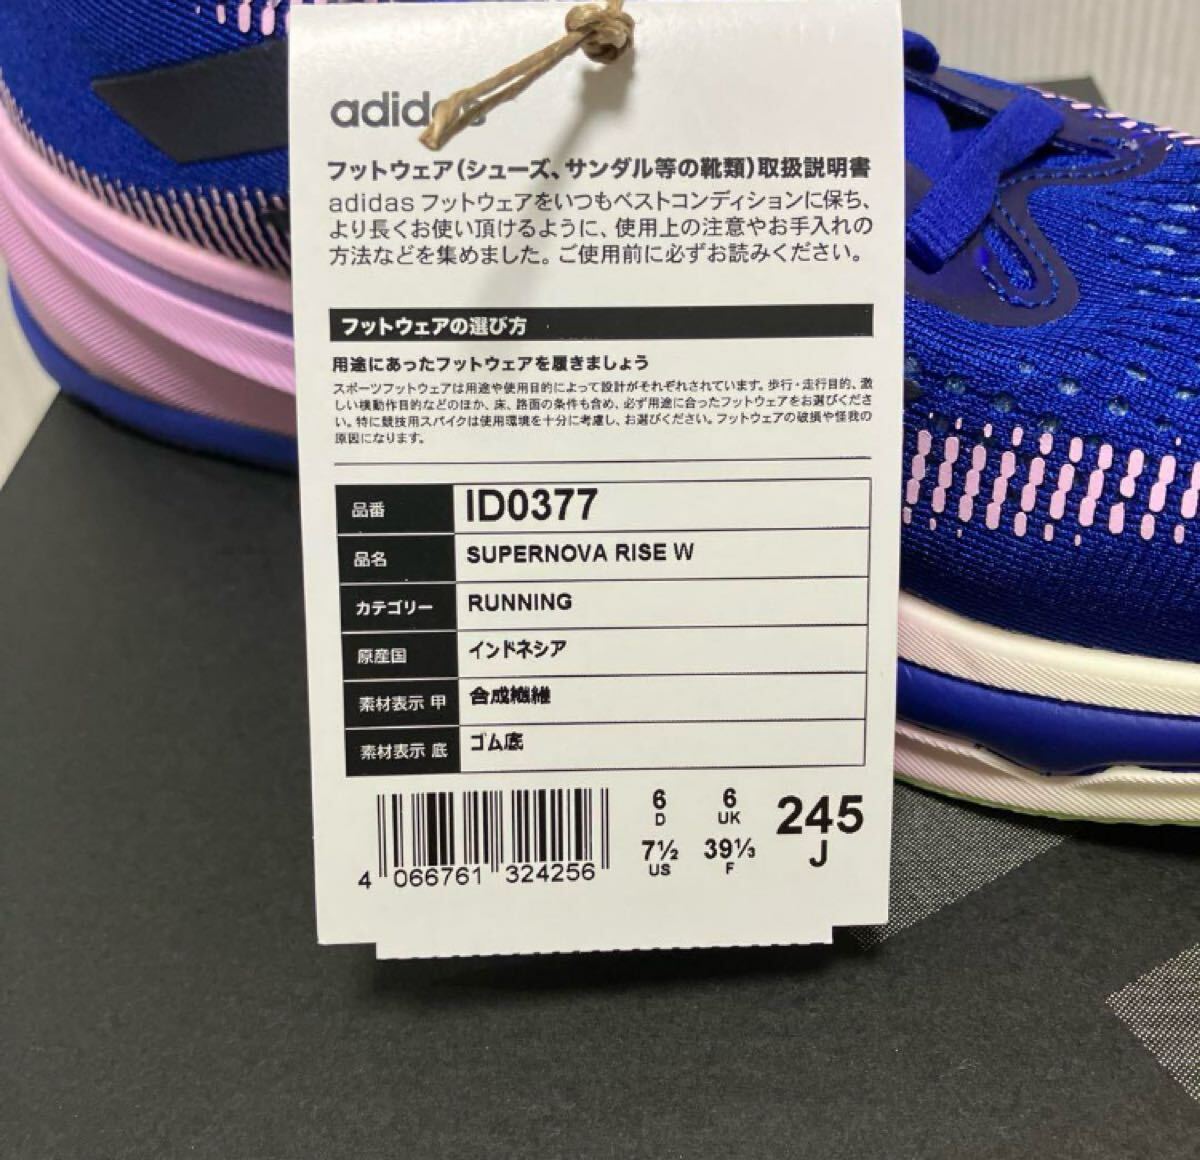 adidas
フットウェア(シューズ、サンダル等の靴類)取扱説明書
adidas フットウェアをいつもベストコンディションに保ち、
より長くお使い頂けるように、使用上の注意やお手入れの
方法などを集めました。ご使用前に必ずお読みください。
フットウェアの選び方
用途にあったフットウェアを履きましょう
スポーツフットウェアは用途や使用目的によって設計がそれぞれされています。歩行・走行目的、激
しい横動作目的などのほか、床、路面の条件も含め、必ず用途に合ったフットウェアをお選びくださ
い。特に競技用スパイクは使用環境を十分に考慮し、お選びください。フットウェアの破損や怪我の
原因になります。
品番 ID0377
品名 SUPERNOVA RISE W
カテゴリー RUNNING
原産国 インドネシア
素材表示 甲 合成繊維
素材表示 底 ゴム底
6 6 245
D UK J
7½ 39⅓
US F
4 066761 324256